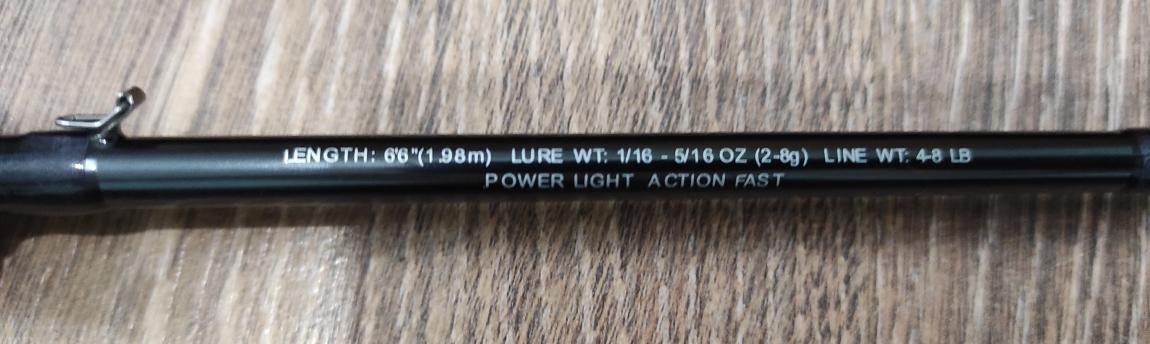 LENGTH: 6'6"(1.98m) LURE WT: 1/16 - 5/16 OZ (2-8g) LINE WT: 4-8 LB
POWER LIGHT ACTION FAST